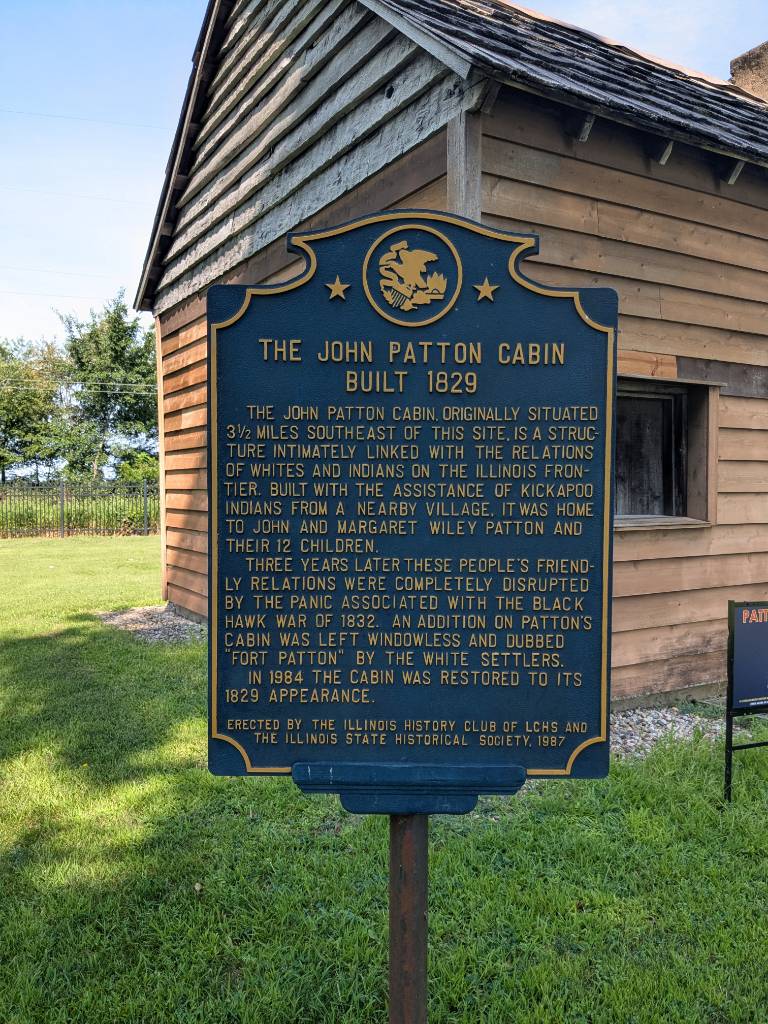 THE JOHN PATTON CABIN
BUILT 1829
THE JOHN PATTON CABIN, ORIGINALLY SITUATED
3½ MILES SOUTHEAST OF THIS SITE, IS A STRUC-
TURE INTIMATELY LINKED WITH THE RELATIONS
OF WHITES AND INDIANS ON THE ILLINOIS FRON-
TIER. BUILT WITH THE ASSISTANCE OF KICKAPOO
INDIANS FROM A NEARBY VILLAGE, IT WAS HOME
TO JOHN AND MARGARET WILEY PATTON AND
THEIR 12 CHILDREN.
THREE YEARS LATER THESE PEOPLE'S FRIEND-
LY RELATIONS WERE COMPLETELY DISRUPTED
BY THE PANIC ASSOCIATED WITH THE BLACK
HAWK WAR OF 1832. AN ADDITION ON PATTON'S
CABIN WAS LEFT WINDOWLESS AND DUBBED
"FORT PATTON" BY THE WHITE SETTLERS.
IN 1984 THE CABIN WAS RESTORED TO ITS
1829 APPEARANCE.
ERECTED BY THE ILLINOIS HISTORY CLUB OF LCHS AND
THE ILLINOIS STATE HISTORICAL SOCIETY, 1987